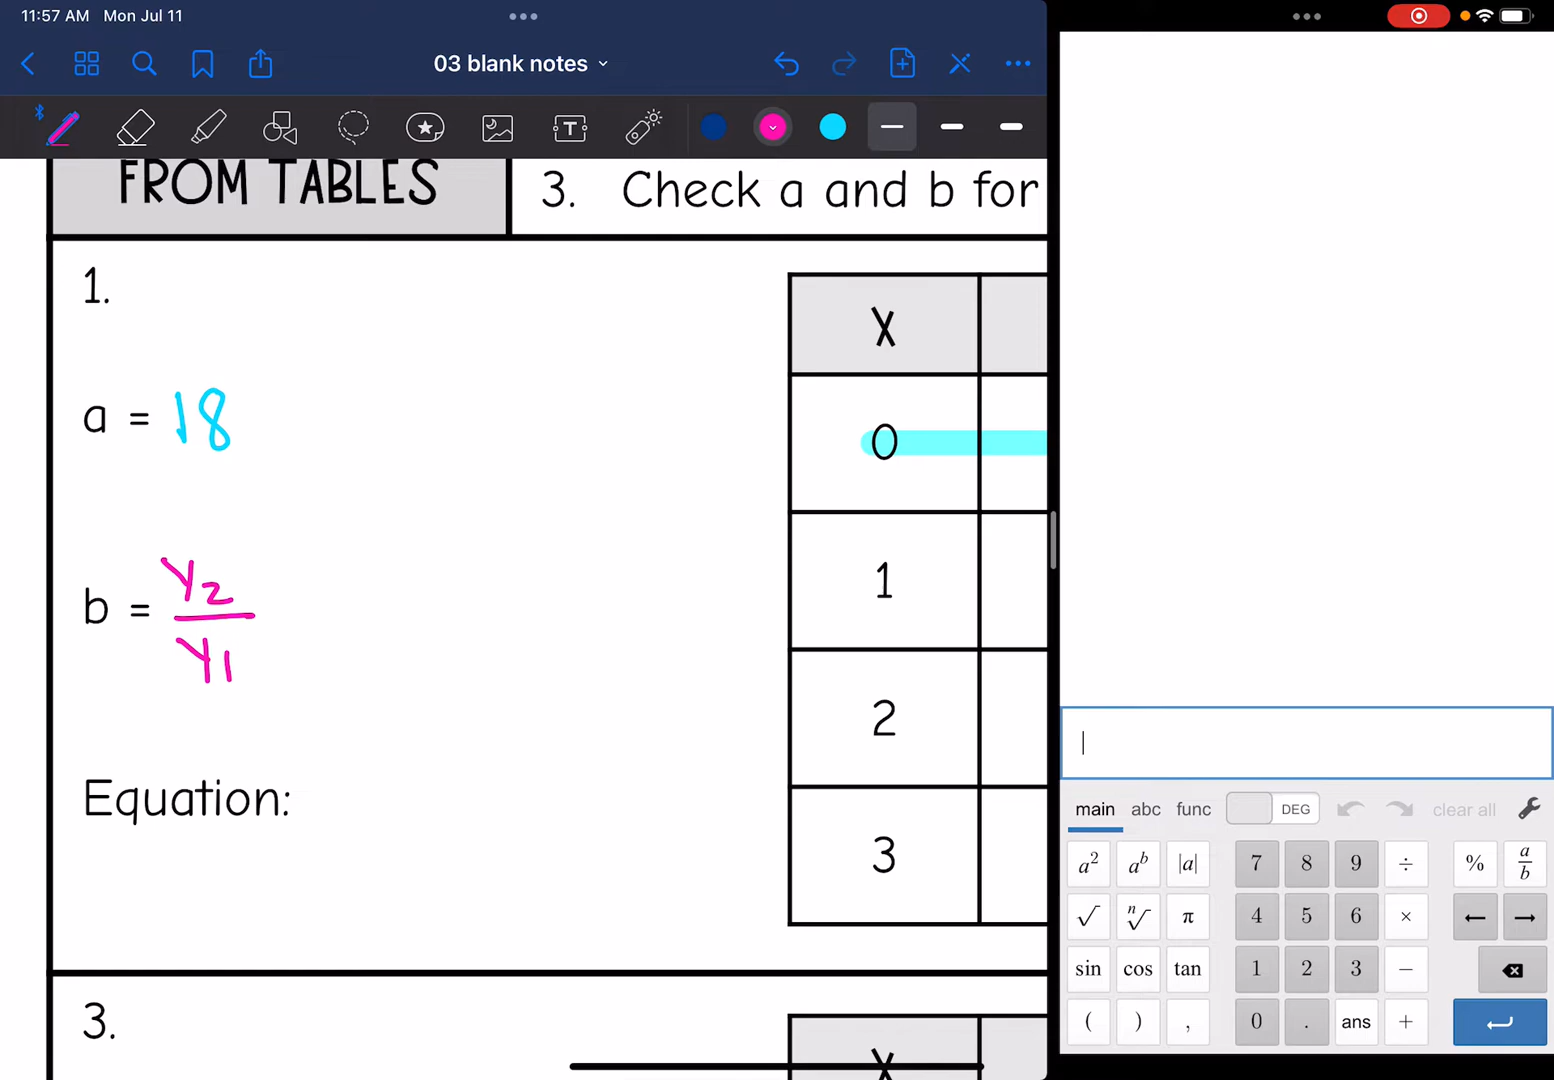 11:57 AM Mon Jul 11
03 blank notes
T
FROM TABLES
3. Check a and b for
1.
X
a = 18
0
b = Y2
Y1
1
2
Equation:
3
3.
X
main abc func DEG clear all
a² aᵇ |a| 7 8 9 ÷ % a/b
√ ⁿ√ π 4 5 6 × ← →
sin cos tan 1 2 3 −
( ) , 0 . ans +